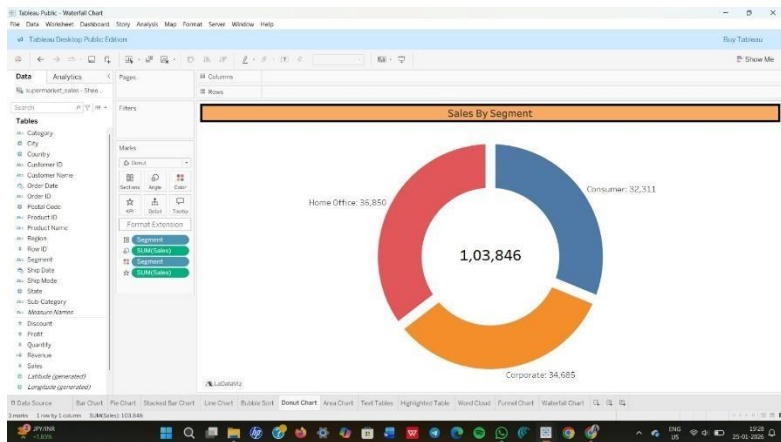 Tableau Public - Waterfall Chart
File Data Worksheet Dashboard Story Analysis Map Format Server Window Help
Tableau Desktop Public Edition
Buy Tableau
Show Me
Data Analytics
Pages
Columns
Rows
supermarket_sales - Shee...
Search
Filters
Tables
Category
City
Country
Customer ID
Customer Name
Order Date
Order ID
Postal Code
Product ID
Product Name
Region
Row ID
Segment
Ship Date
Ship Mode
State
Sub-Category
Measure Names
Discount
Profit
Quantity
Revenue
Sales
Latitude (generated)
Longitude (generated)
Marks
Donut
Sections Angle Color
KPI Detail Tooltip
Format Extension
Segment
SUM(Sales)
Segment
SUM(Sales)
Sales By Segment
Consumer: 32,311
Home Office: 36,850
1,03,846
Corporate: 34,685
LaDataViz
Data Source Bar Chart Pie Chart Stacked Bar Chart Line Chart Bubble Sort Donut Chart Area Chart Text Tables Highlighted Table Word Cloud Funnel Chart Waterfall Chart
3 marks 1 row by 1 column SUM(Sales): 103,846
JPY/INR
ENG
US
19:28
25-01-2026